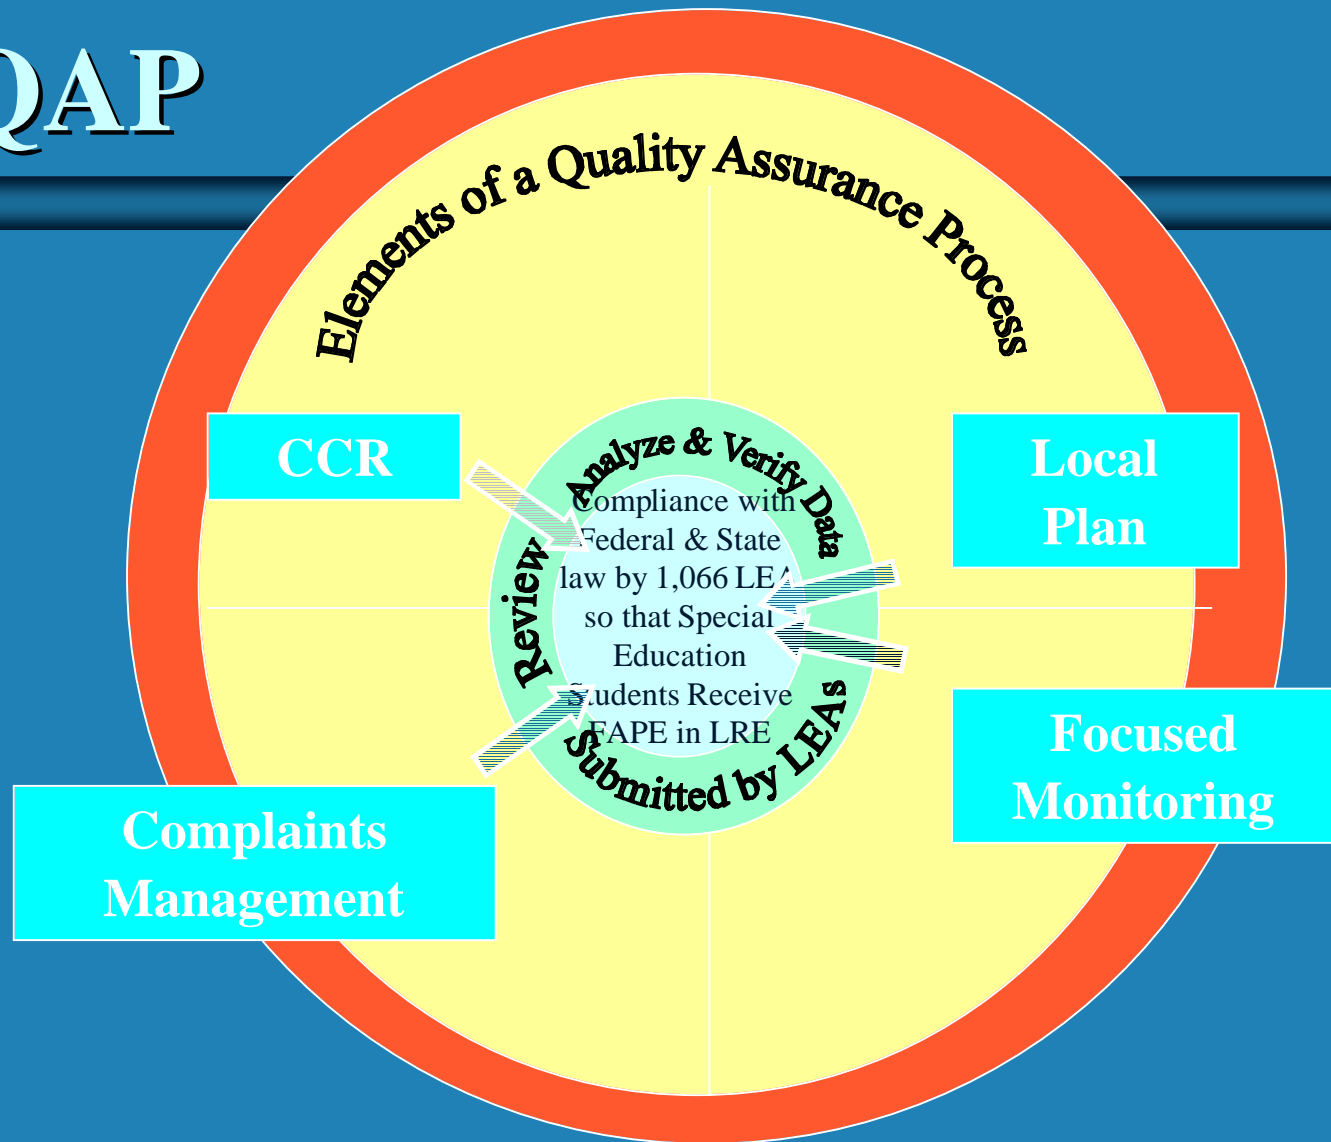 QAP
Elements of a Quality Assurance Process
CCR
Local
Plan
Review Analyze & Verify Data
Submitted by LEAs
Compliance with
Federal & State
law by 1,066 LEA
so that Special
Education
Students Receive
FAPE in LRE
Complaints
Management
Focused
Monitoring